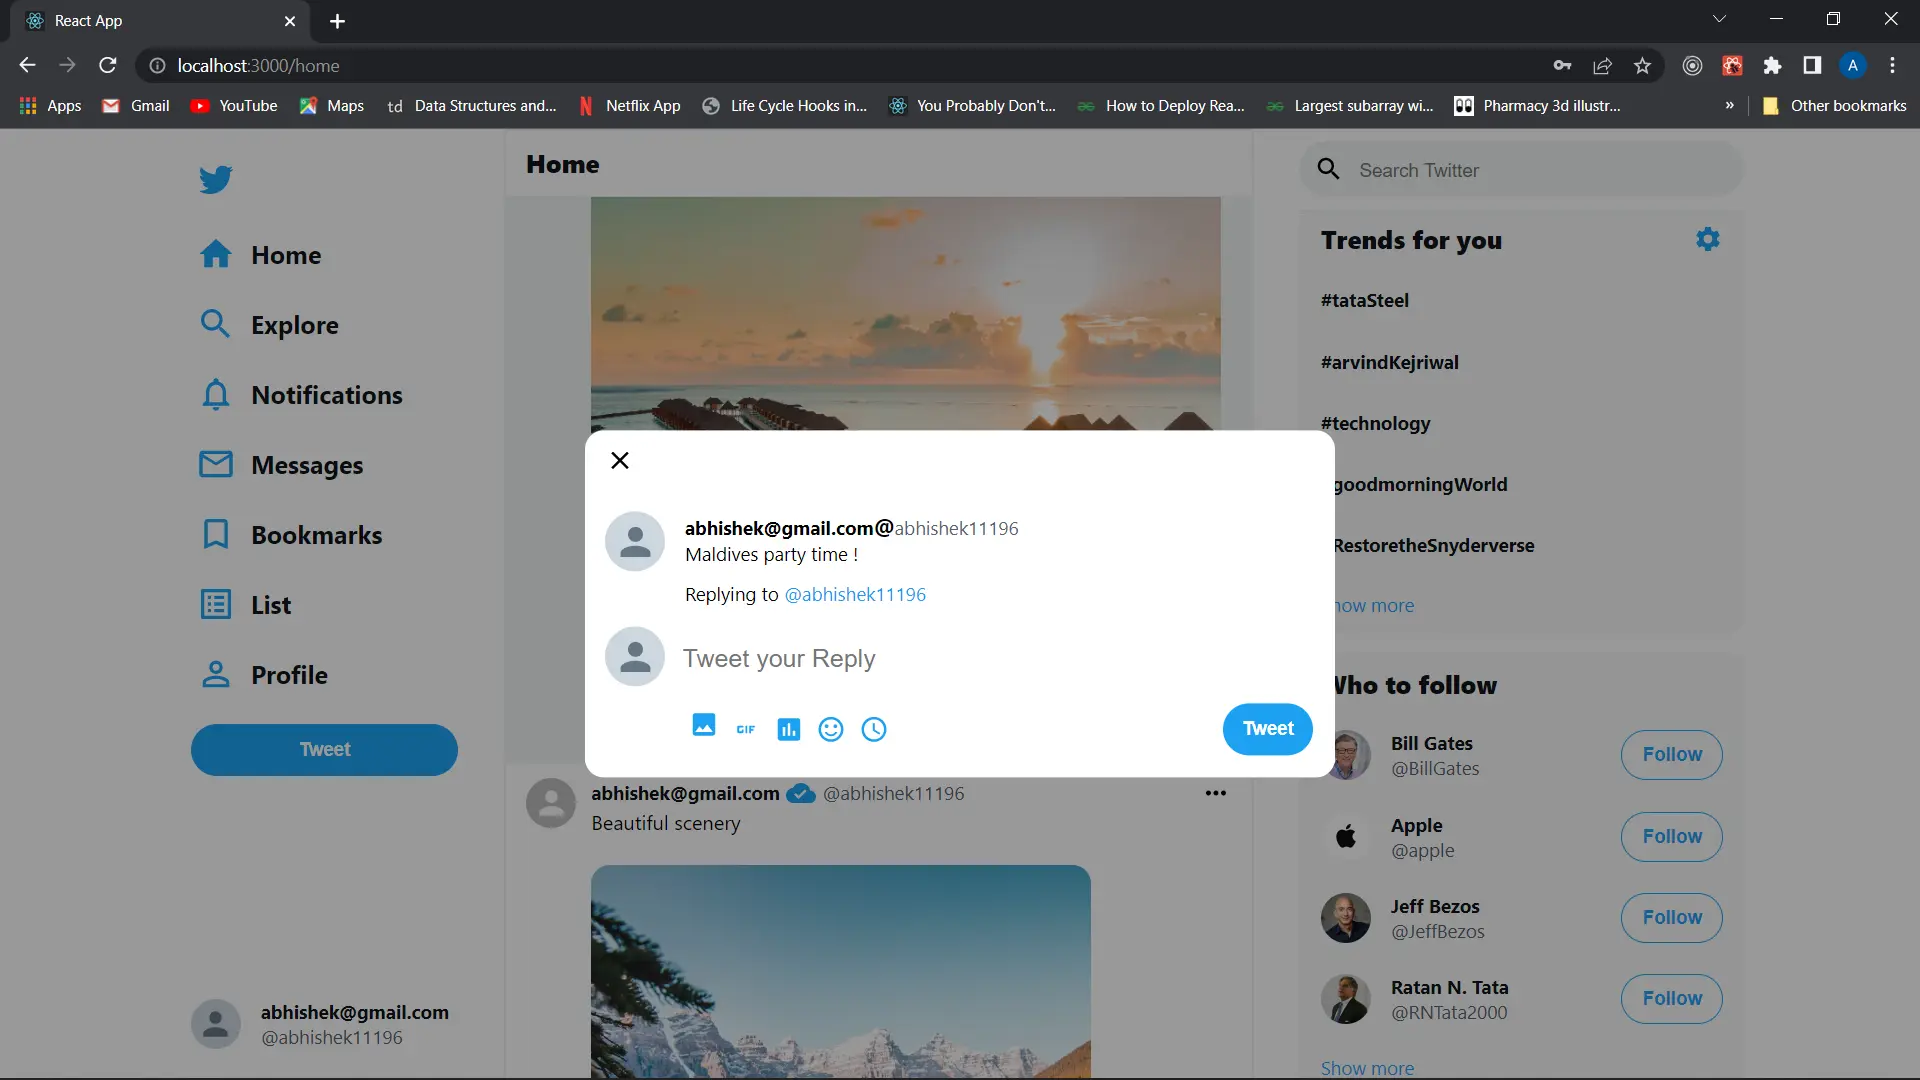 React App
localhost:3000/home
A
Apps
Gmail
YouTube
Maps
td Data Structures and...
Netflix App
Life Cycle Hooks in...
You Probably Don't...
How to Deploy Rea...
Largest subarray wi...
Pharmacy 3d illustr...
»
Other bookmarks
Home
Explore
Notifications
Messages
Bookmarks
List
Profile
Tweet
abhishek@gmail.com
@abhishek11196
Home
abhishek@gmail.com@abhishek11196
Maldives party time !
Replying to @abhishek11196
Tweet your Reply
GIF
Tweet
abhishek@gmail.com @abhishek11196
Beautiful scenery
Search Twitter
Trends for you
#tataSteel
#arvindKejriwal
#technology
goodmorningWorld
RestoretheSnyderverse
how more
Who to follow
Bill Gates
@BillGates
Follow
Apple
@apple
Follow
Jeff Bezos
@JeffBezos
Follow
Ratan N. Tata
@RNTata2000
Follow
Show more